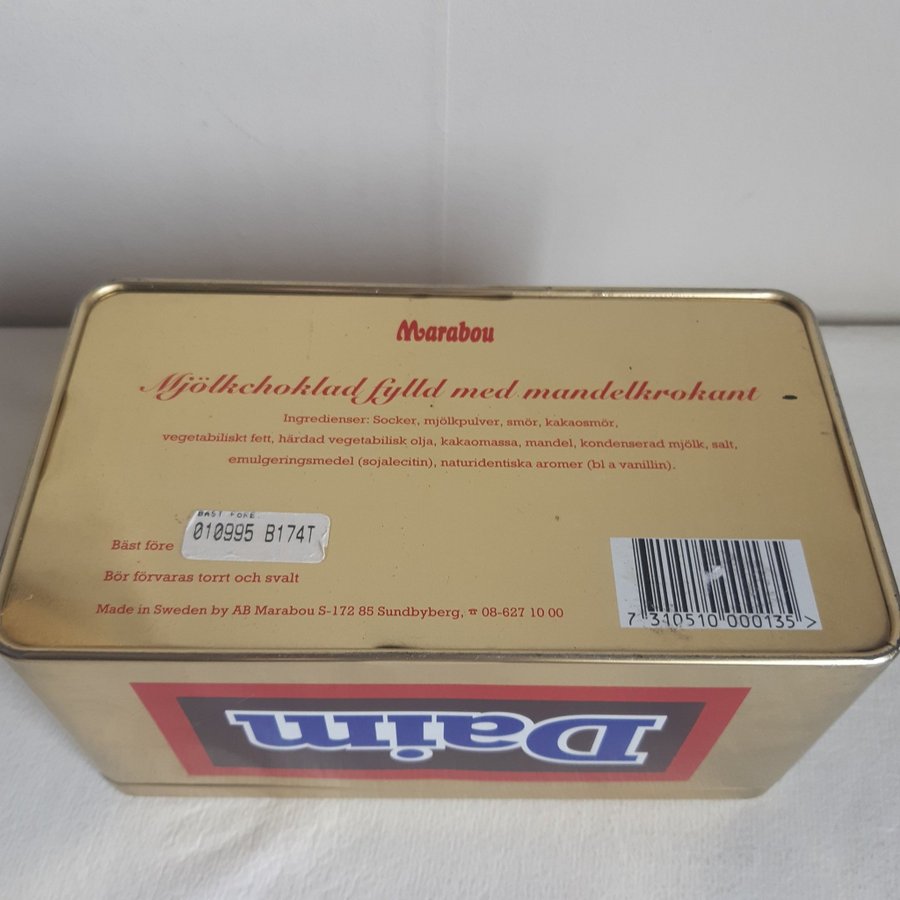 Marabou
Mjölkchoklad fylld med mandelkrokant
Ingredienser: Socker, mjölkpulver, smör, kakaosmör,
vegetabiliskt fett, härdad vegetabilisk olja, kakaomassa, mandel, kondenserad mjölk, salt,
emulgeringsmedel (sojalecitin), naturidentiska aromer (bl a vanillin).
BÄST FÖRE
Bäst före 010995 B174T
Bör förvaras torrt och svalt
Made in Sweden by AB Marabou S-172 85 Sundbyberg, ☎ 08-627 10 00
7 310510 000135 >
Daim